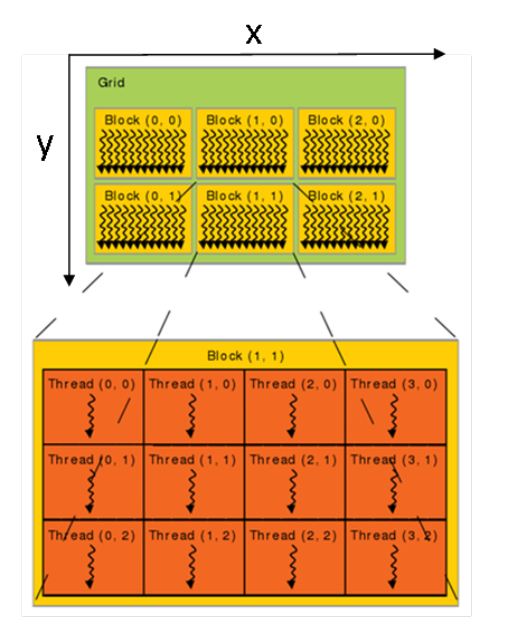 x
y
Grid
Block (0, 0) Block (1, 0) Block (2, 0)
Block (0, 1) Block (1, 1) Block (2, 1)
Block (1, 1)
Thread (0, 0) Thread (1, 0) Thread (2, 0) Thread (3, 0)
Thread (0, 1) Thread (1, 1) Thread (2, 1) Thread (3, 1)
Thread (0, 2) Thread (1, 2) Thread (2, 2) Thread (3, 2)